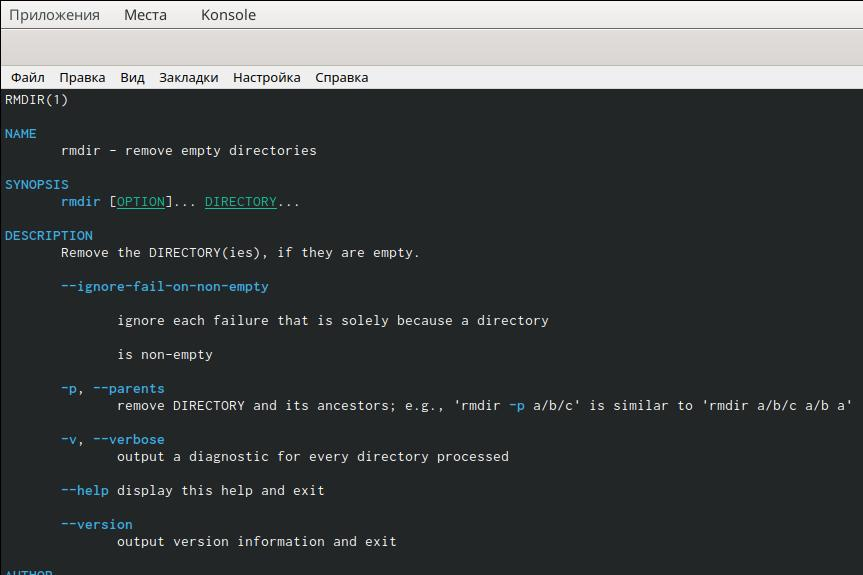 Приложения Места Konsole
Файл Правка Вид Закладки Настройка Справка
RMDIR(1)
NAME
rmdir - remove empty directories
SYNOPSIS
rmdir [OPTION]... DIRECTORY...
DESCRIPTION
Remove the DIRECTORY(ies), if they are empty.
--ignore-fail-on-non-empty
ignore each failure that is solely because a directory
is non-empty
-p, --parents
remove DIRECTORY and its ancestors; e.g., 'rmdir -p a/b/c' is similar to 'rmdir a/b/c a/b a'
-v, --verbose
output a diagnostic for every directory processed
--help display this help and exit
--version
output version information and exit
AUTHOR